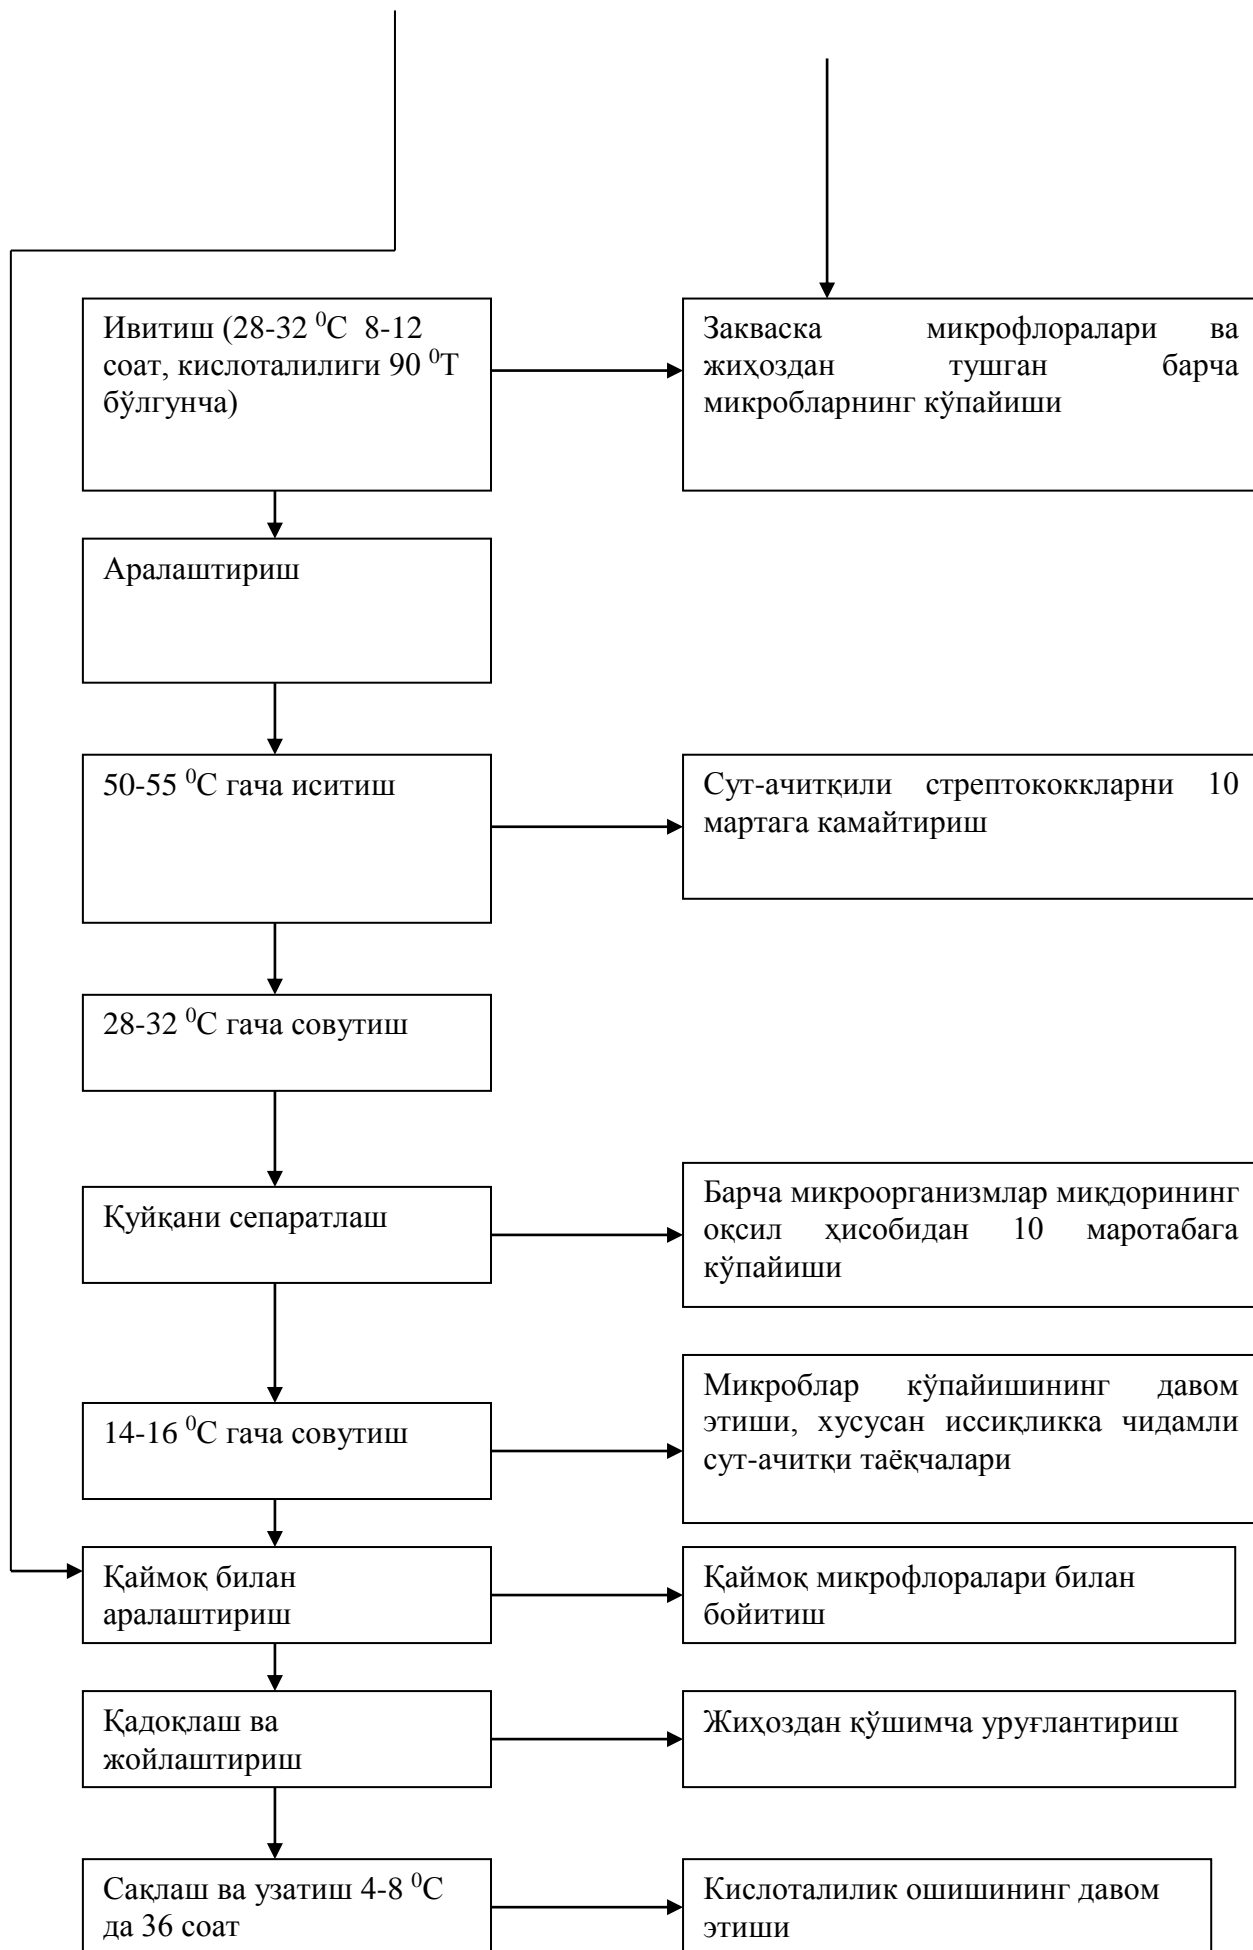 Ивитиш (28-32 ⁰С 8-12
соат, кислоталилиги 90 ⁰Т
бўлгунча)
Закваска микрофлоралари ва
жиҳоздан тушган барча
микробларнинг кўпайиши
Аралаштириш
50-55 ⁰С гача иситиш
Сут-ачитқили стрептококкларни 10
мартага камайтириш
28-32 ⁰С гача совутиш
Қуйқани сепаратлаш
Барча микроорганизмлар миқдорининг
оқсил ҳисобидан 10 маротабага
кўпайиши
14-16 ⁰С гача совутиш
Микроблар кўпайишининг давом
этиши, хусусан иссиқликка чидамли
сут-ачитқи таёқчалари
Қаймоқ билан
аралаштириш
Қаймоқ микрофлоралари билан
бойитиш
Қадоқлаш ва
жойлаштириш
Жиҳоздан қўшимча уруғлантириш
Сақлаш ва узатиш 4-8 ⁰С
да 36 соат
Кислоталилик ошишининг давом
этиши